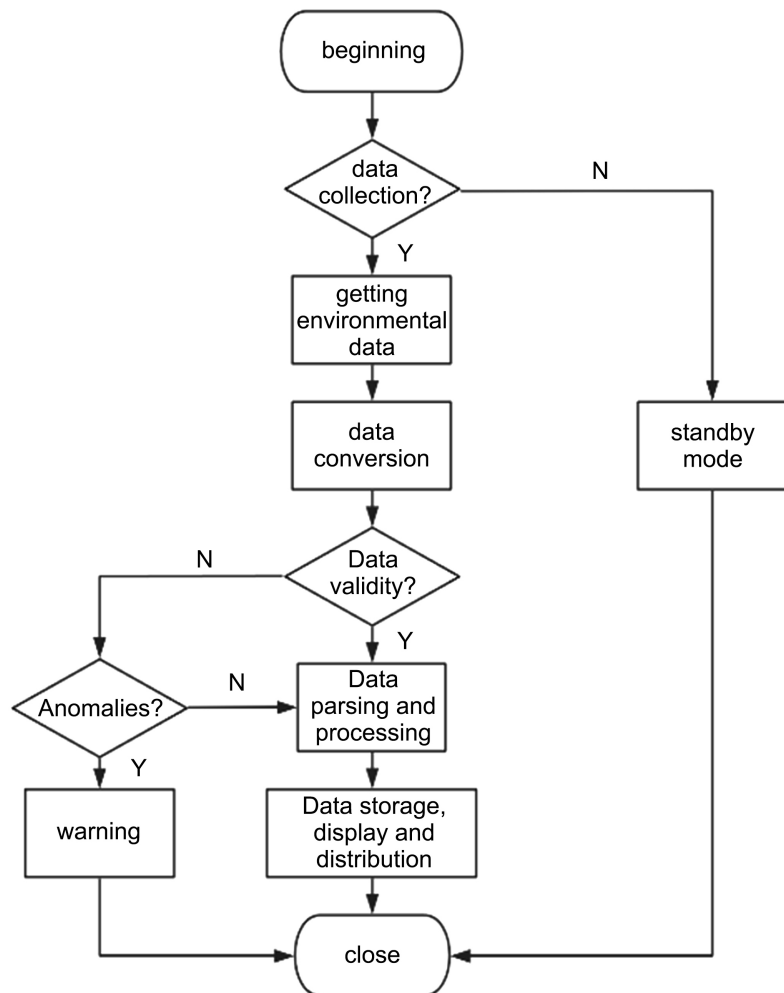 beginning
data
collection?
N
Y
getting
environmental
data
data
conversion
standby
mode
N
Data
validity?
Y
Anomalies?
N
Data
parsing and
processing
Y
warning
Data storage,
display and
distribution
close